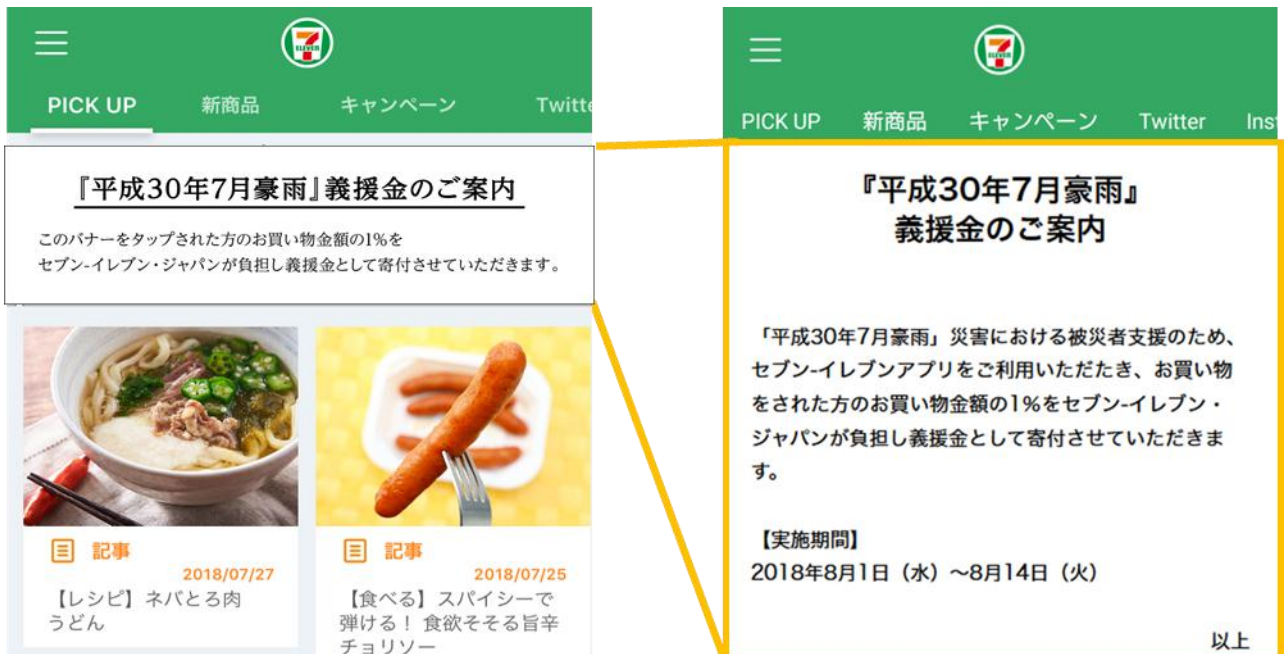 ELEVEN
PICK UP 新商品 キャンペーン Twitte
『平成30年7月豪雨』義援金のご案内
このバナーをタップされた方のお買い物金額の1%を
セブン-イレブン・ジャパンが負担し義援金として寄付させていただきます。
記事
2018/07/27
【レシピ】ネバとろ肉
うどん
記事
2018/07/25
【食べる】スパイシーで
弾ける！ 食欲そそる旨辛
チョリソー
ELEVEN
PICK UP 新商品 キャンペーン Twitter Ins
『平成30年7月豪雨』
義援金のご案内
「平成30年7月豪雨」災害における被災者支援のため、
セブン-イレブンアプリをご利用いただたき、お買い物
をされた方のお買い物金額の1%をセブン-イレブン・
ジャパンが負担し義援金として寄付させていただきま
す。
【実施期間】
2018年8月1日（水）～8月14日（火）
以上